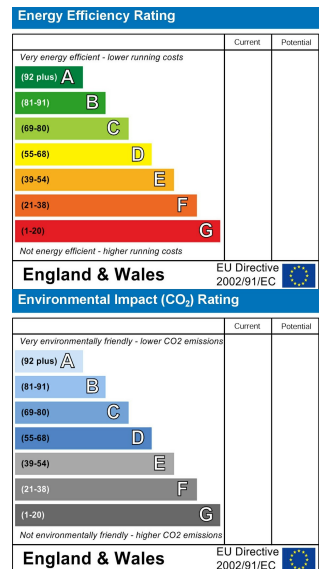 Energy Efficiency Rating
Current Potential
Very energy efficient - lower running costs
(92 plus) A
(81-91) B
(69-80) C
(55-68) D
(39-54) E
(21-38) F
(1-20) G
Not energy efficient - higher running costs
England & Wales
EU Directive
2002/91/EC
Environmental Impact (CO₂) Rating
Current Potential
Very environmentally friendly - lower CO2 emissions
(92 plus) A
(81-91) B
(69-80) C
(55-68) D
(39-54) E
(21-38) F
(1-20) G
Not environmentally friendly - higher CO2 emissions
England & Wales
EU Directive
2002/91/EC